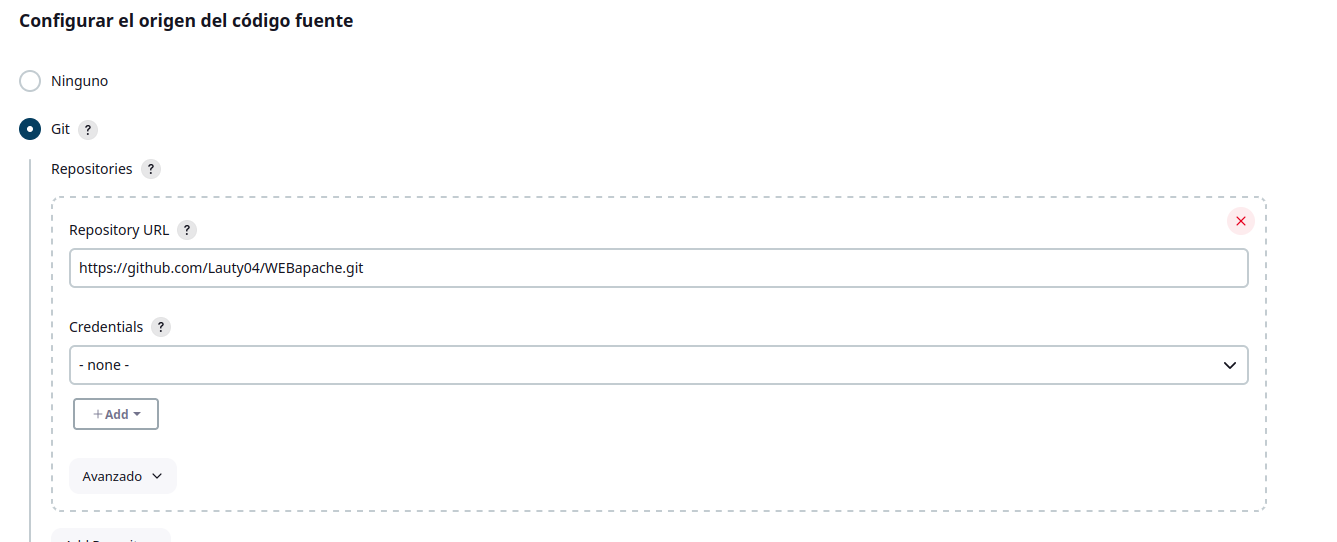 Configurar el origen del código fuente
Ninguno
Git ?
Repositories ?
Repository URL ?
https://github.com/Lauty04/WEBapache.git
Credentials ?
- none -
+Add
Avanzado